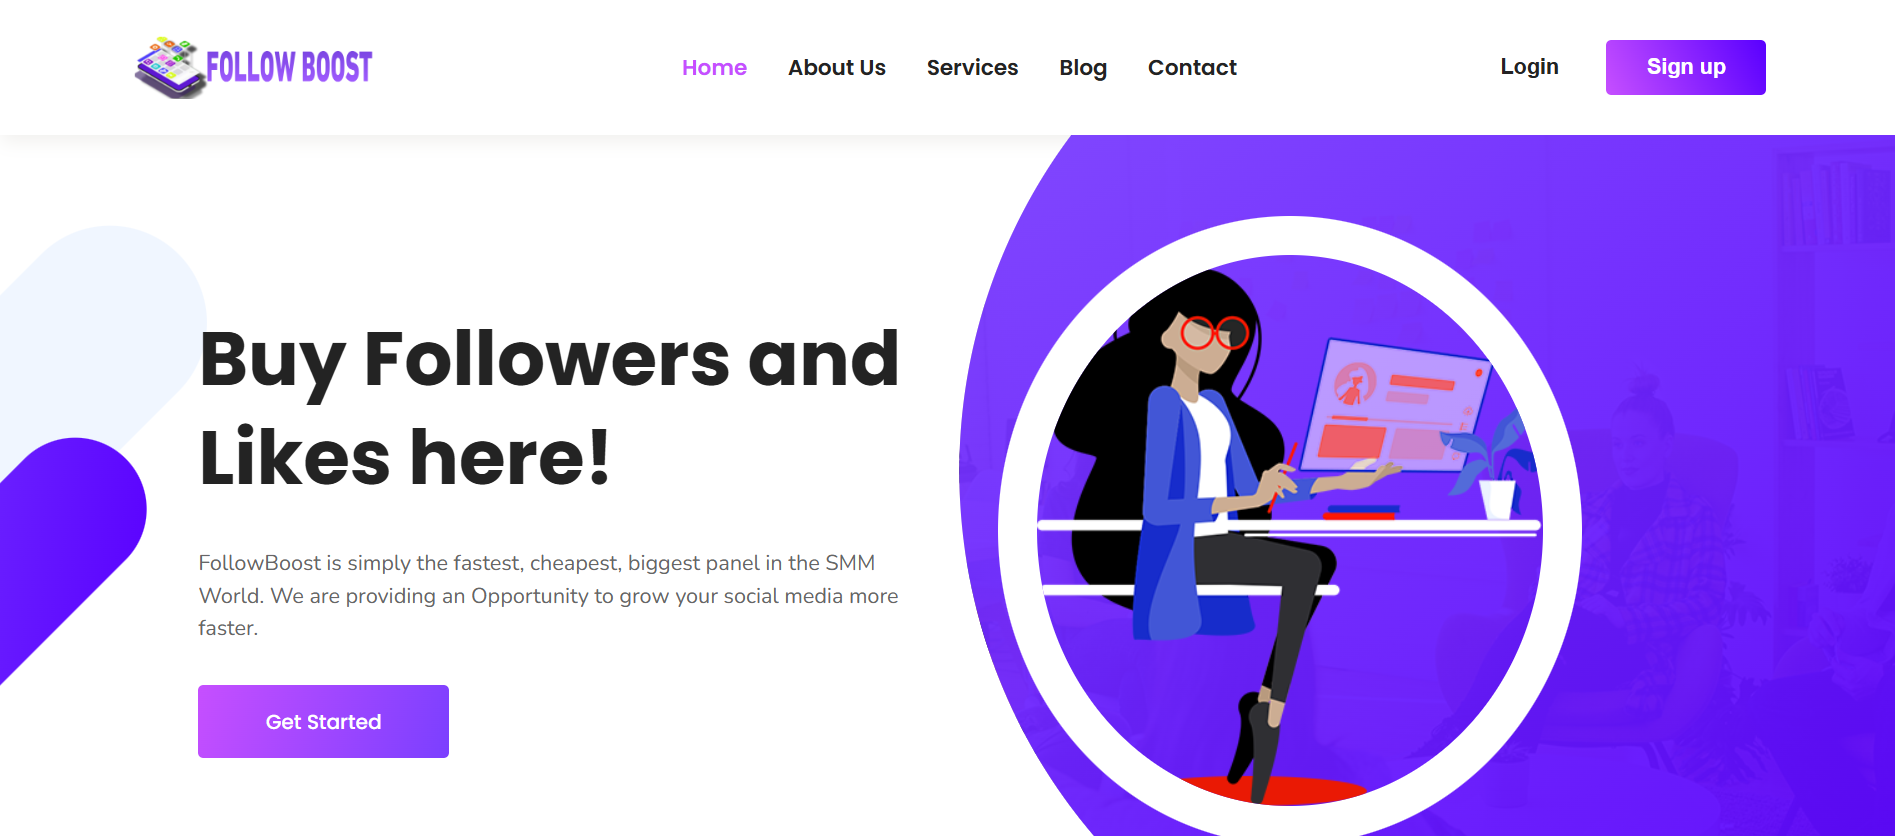 FOLLOW BOOST
Home About Us Services Blog Contact
Login Sign up
Buy Followers and
Likes here!
FollowBoost is simply the fastest, cheapest, biggest panel in the SMM
World. We are providing an Opportunity to grow your social media more
faster.
Get Started